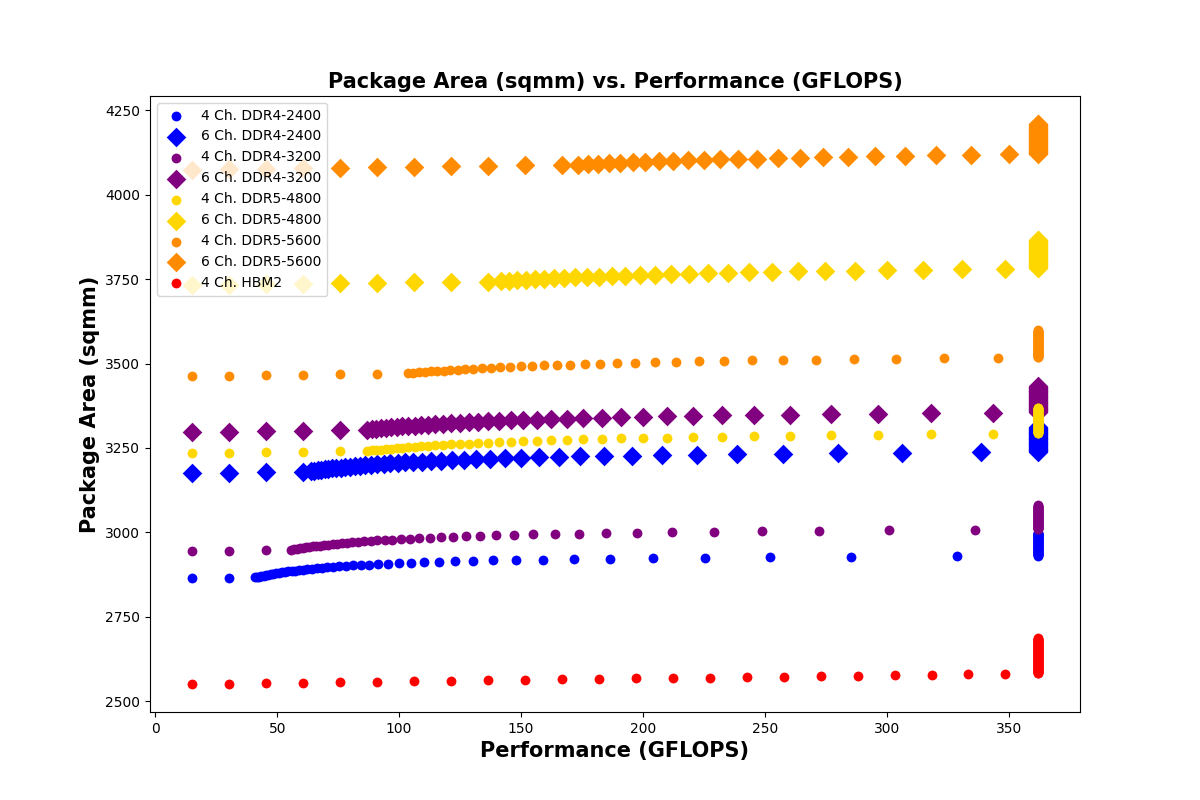 Package Area (sqmm) vs. Performance (GFLOPS)
4250
4000
3750
3500
3250
3000
2750
2500
Package Area (sqmm)
4 Ch. DDR4-2400
6 Ch. DDR4-2400
4 Ch. DDR4-3200
6 Ch. DDR4-3200
4 Ch. DDR5-4800
6 Ch. DDR5-4800
4 Ch. DDR5-5600
6 Ch. DDR5-5600
4 Ch. HBM2
0 50 100 150 200 250 300 350
Performance (GFLOPS)